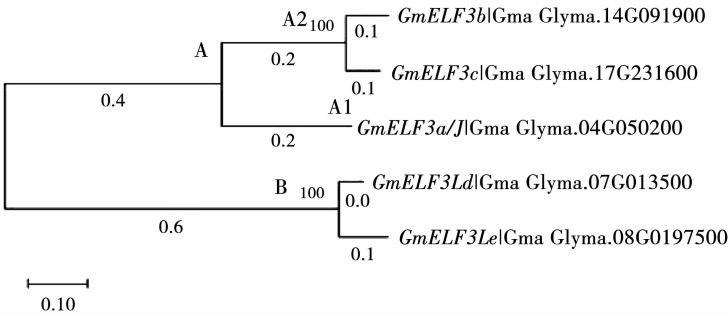 A2 100
GmELF3b|Gma Glyma.14G091900
0.1
A
0.2
GmELF3c|Gma Glyma.17G231600
0.1
0.4
A1
GmELF3a/J|Gma Glyma.04G050200
0.2
B 100
GmELF3Ld|Gma Glyma.07G013500
0.0
0.6
GmELF3Le|Gma Glyma.08G0197500
0.1
0.10